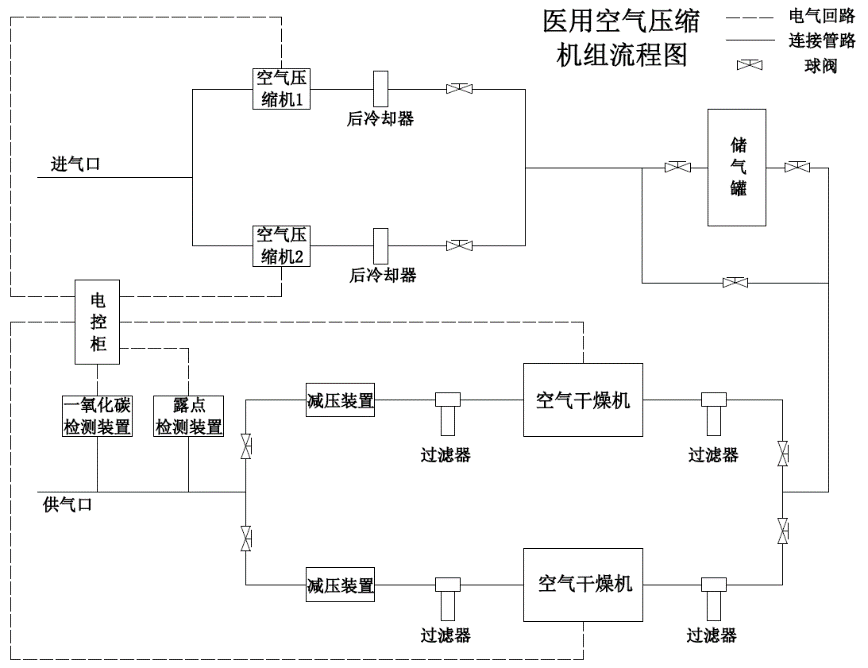 医用空气压缩
机组流程图
电气回路
连接管路
球阀
空气压
缩机1
后冷却器
进气口
储
气
罐
空气压
缩机2
后冷却器
电
控
柜
一氧化碳
检测装置
露点
检测装置
减压装置
过滤器
空气干燥机
过滤器
供气口
减压装置
过滤器
空气干燥机
过滤器